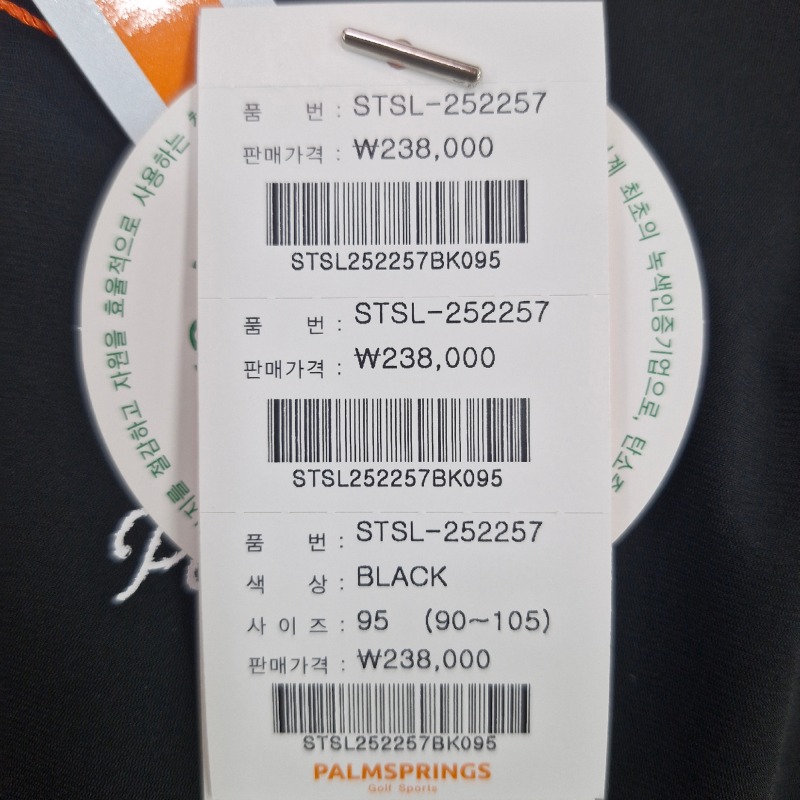 품 번 : STSL-252257
판매가격 : ₩238,000
STSL252257BK095
품 번 : STSL-252257
판매가격 : ₩238,000
STSL252257BK095
품 번 : STSL-252257
색 상 : BLACK
사 이 즈 : 95 (90~105)
판매가격 : ₩238,000
STSL252257BK095
PALMSPRINGS
Golf Sports
절감하고 자원을 효율적으로 사용하는
최초의 녹색인증기업으로,